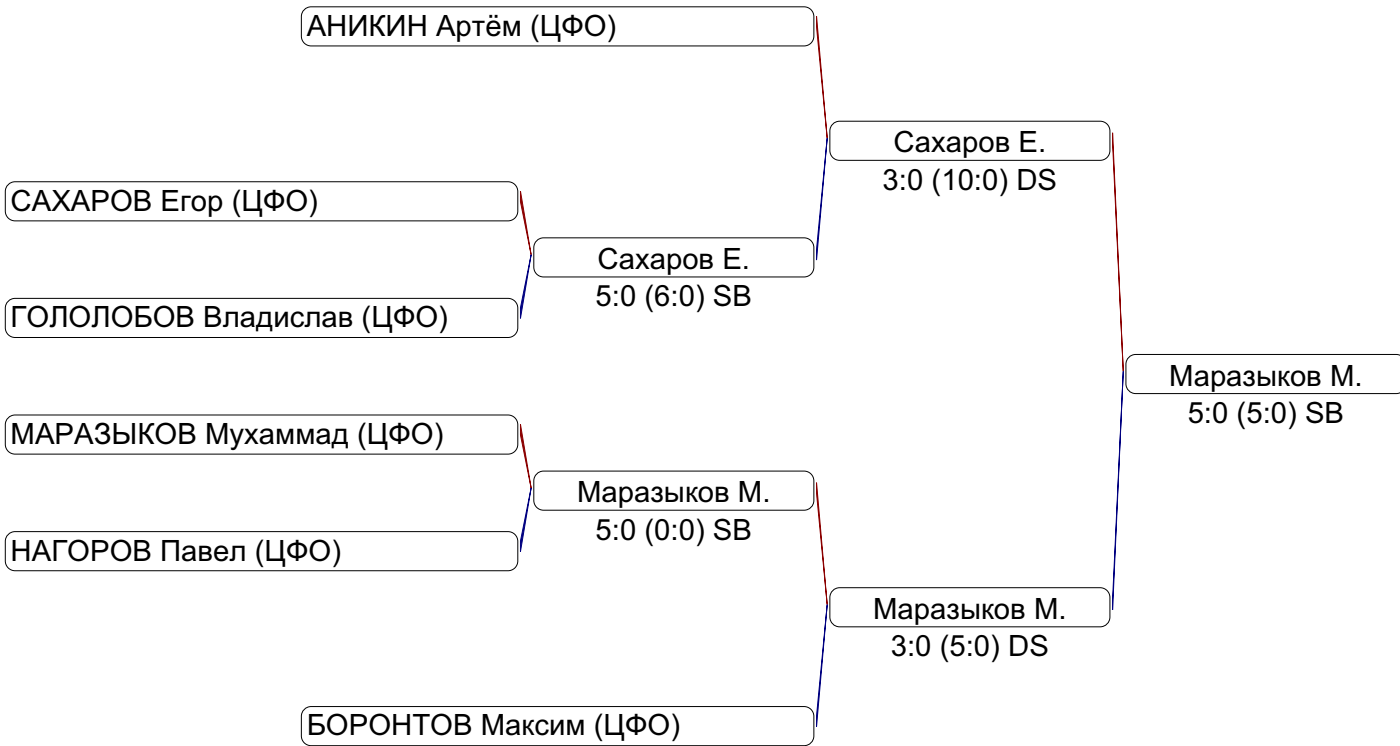 АНИКИН Артём (ЦФО)
Сахаров Е.
3:0 (10:0) DS
САХАРОВ Егор (ЦФО)
Сахаров Е.
5:0 (6:0) SB
ГОЛОЛОБОВ Владислав (ЦФО)
Маразыков М.
5:0 (5:0) SB
МАРАЗЫКОВ Мухаммад (ЦФО)
Маразыков М.
5:0 (0:0) SB
НАГОРОВ Павел (ЦФО)
Маразыков М.
3:0 (5:0) DS
БОРОНТОВ Максим (ЦФО)